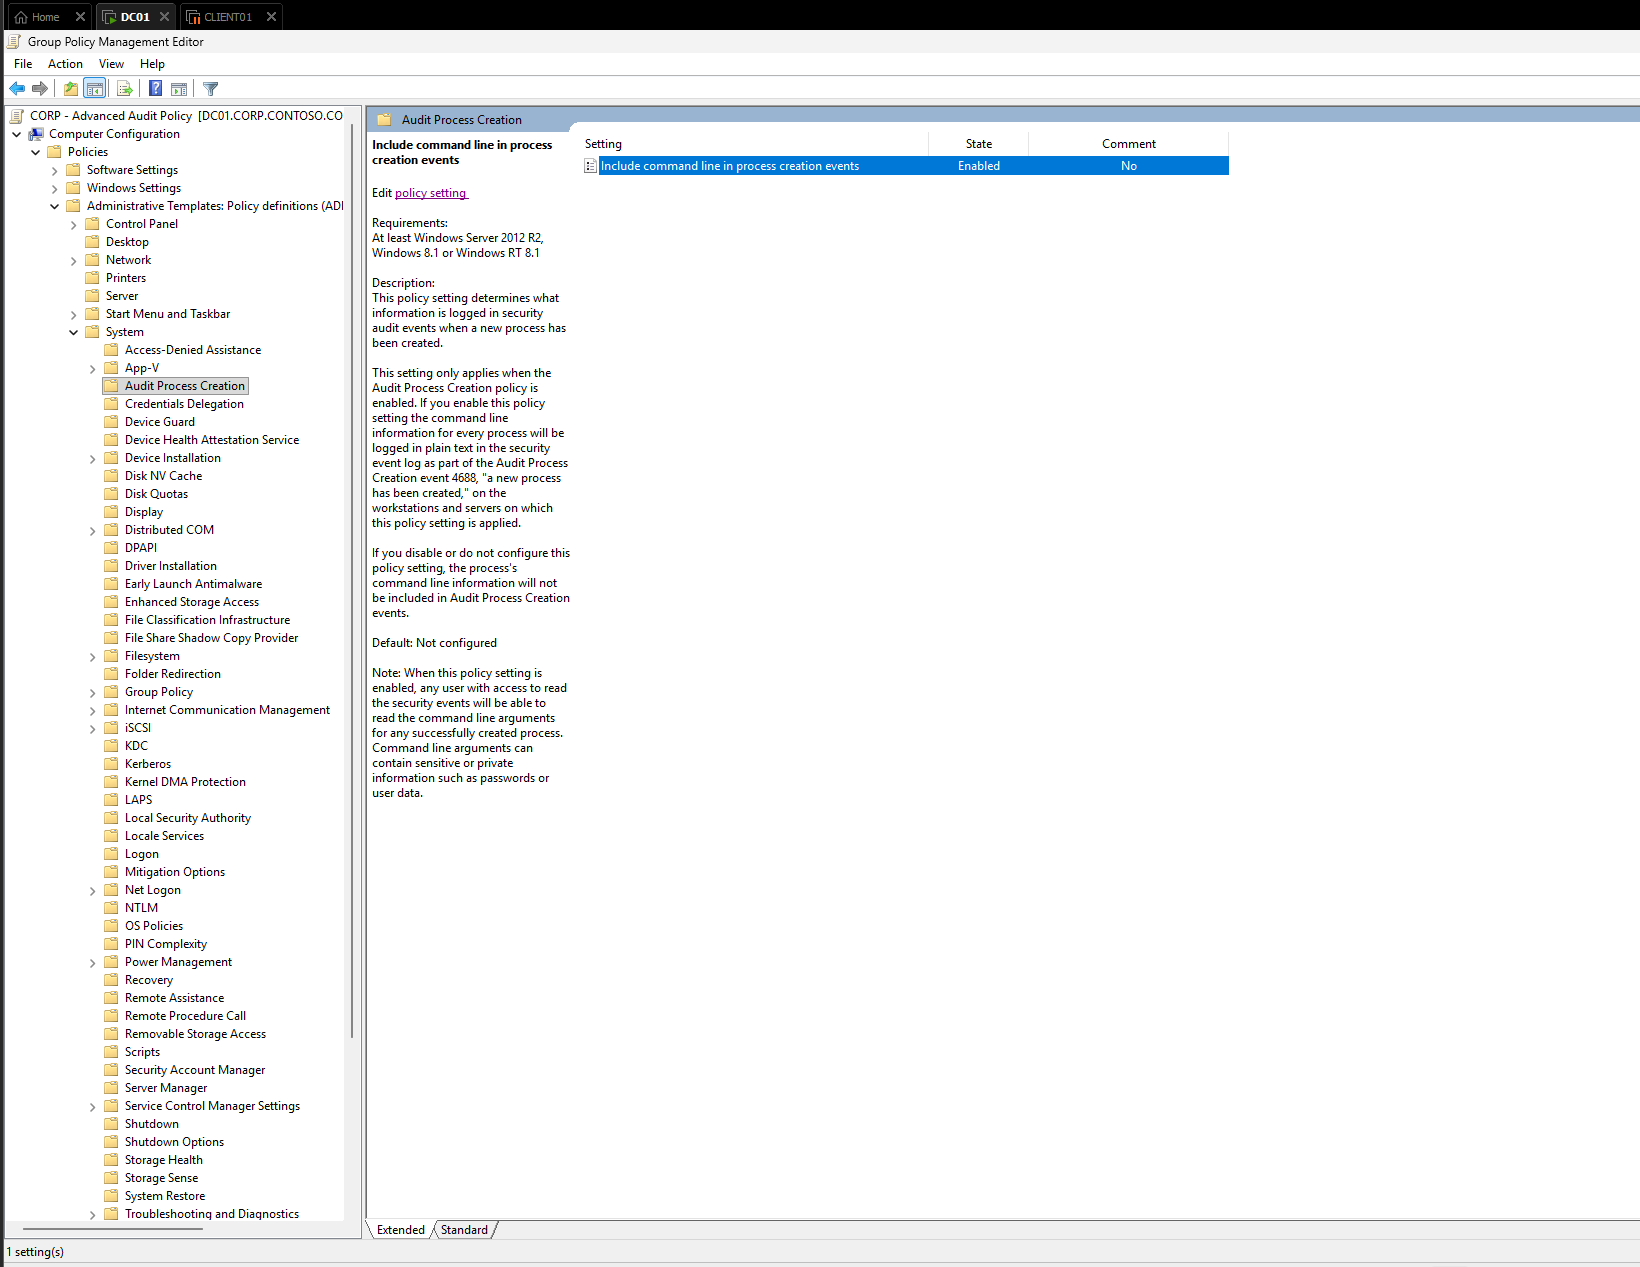 Home
DC01
CLIENT01
Group Policy Management Editor
File Action View Help
CORP - Advanced Audit Policy [DC01.CORP.CONTOSO.CO
Computer Configuration
Policies
Software Settings
Windows Settings
Administrative Templates: Policy definitions (ADI
Control Panel
Desktop
Network
Printers
Server
Start Menu and Taskbar
System
Access-Denied Assistance
App-V
Audit Process Creation
Credentials Delegation
Device Guard
Device Health Attestation Service
Device Installation
Disk NV Cache
Disk Quotas
Display
Distributed COM
DPAPI
Driver Installation
Early Launch Antimalware
Enhanced Storage Access
File Classification Infrastructure
File Share Shadow Copy Provider
Filesystem
Folder Redirection
Group Policy
Internet Communication Management
iSCSI
KDC
Kerberos
Kernel DMA Protection
LAPS
Local Security Authority
Locale Services
Logon
Mitigation Options
Net Logon
NTLM
OS Policies
PIN Complexity
Power Management
Recovery
Remote Assistance
Remote Procedure Call
Removable Storage Access
Scripts
Security Account Manager
Server Manager
Service Control Manager Settings
Shutdown
Shutdown Options
Storage Health
Storage Sense
System Restore
Troubleshooting and Diagnostics
Audit Process Creation
Include command line in process
creation events
Edit policy setting
Requirements:
At least Windows Server 2012 R2,
Windows 8.1 or Windows RT 8.1
Description:
This policy setting determines what
information is logged in security
audit events when a new process has
been created.
This setting only applies when the
Audit Process Creation policy is
enabled. If you enable this policy
setting the command line
information for every process will be
logged in plain text in the security
event log as part of the Audit Process
Creation event 4688, "a new process
has been created," on the
workstations and servers on which
this policy setting is applied.
If you disable or do not configure this
policy setting, the process's
command line information will not
be included in Audit Process Creation
events.
Default: Not configured
Note: When this policy setting is
enabled, any user with access to read
the security events will be able to
read the command line arguments
for any successfully created process.
Command line arguments can
contain sensitive or private
information such as passwords or
user data.
Setting State Comment
Include command line in process creation events Enabled No
Extended Standard
1 setting(s)